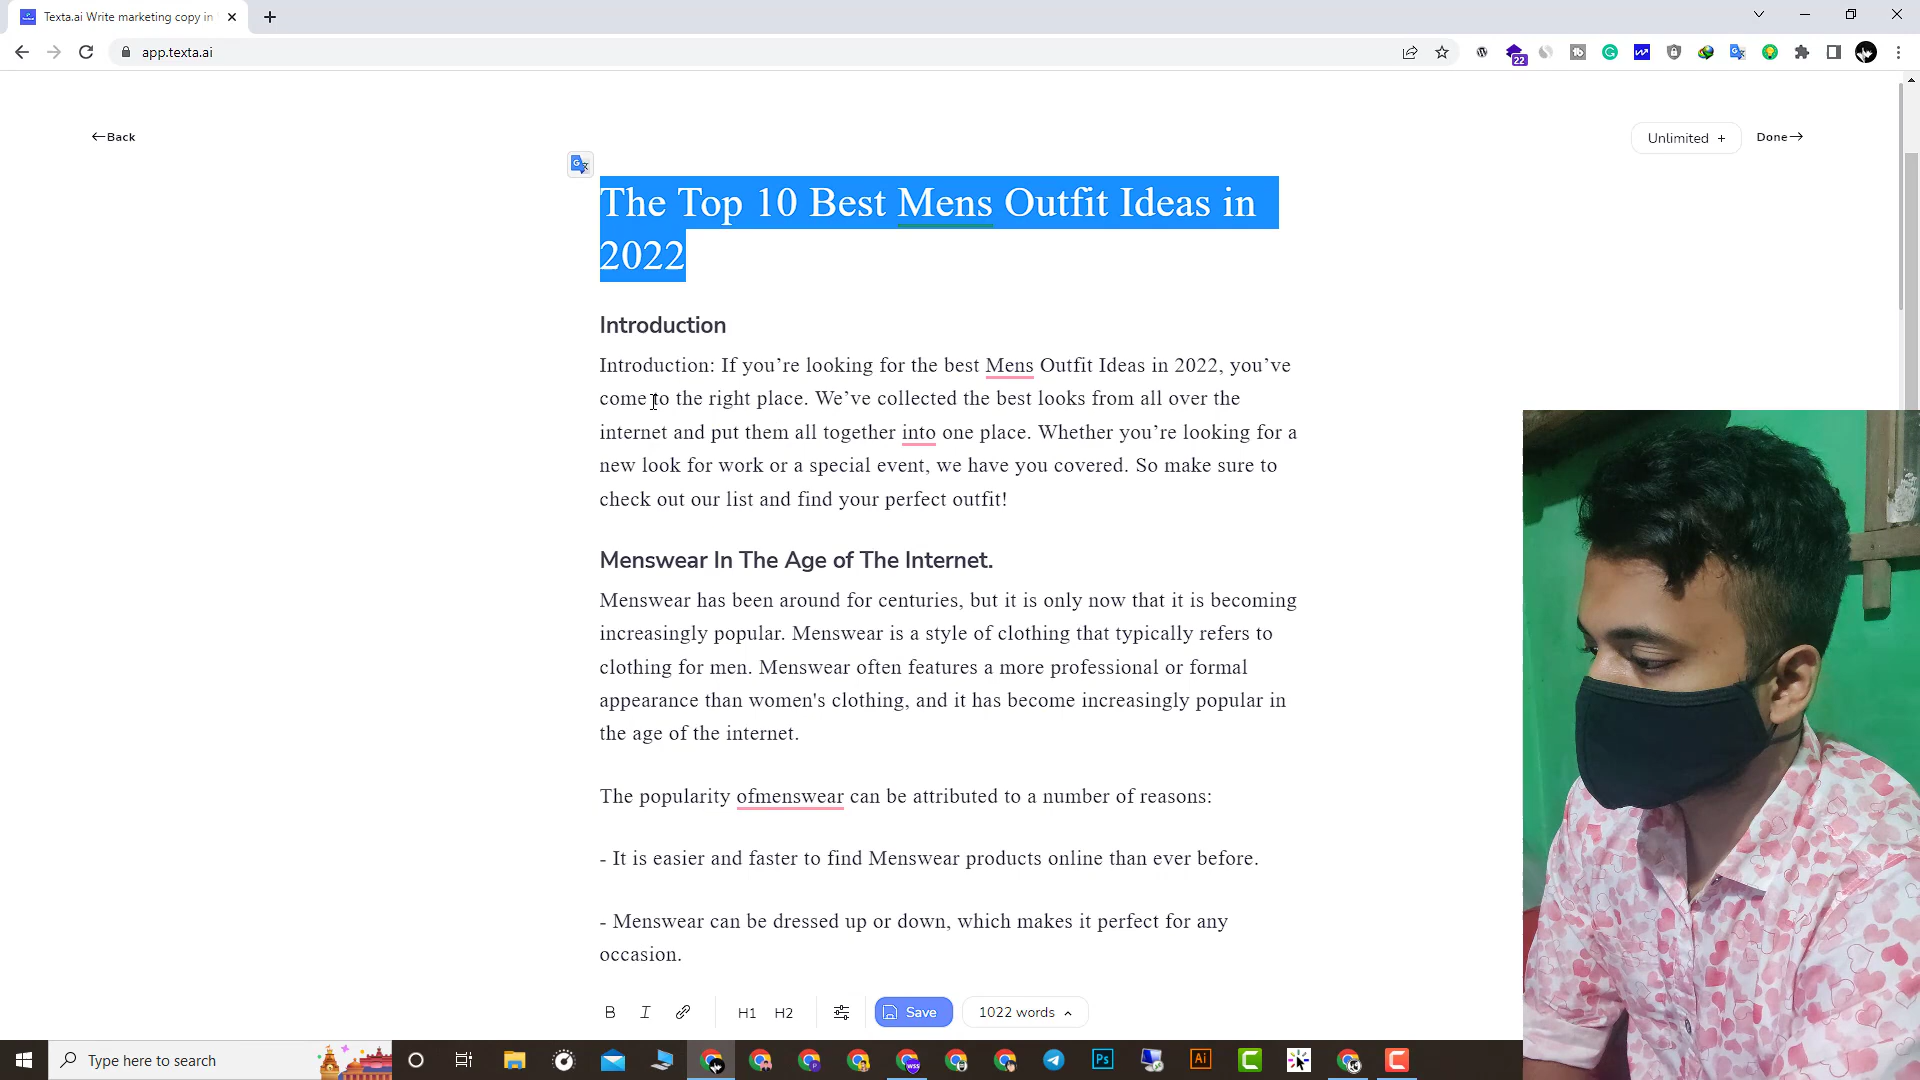 Texta.ai Write marketing copy in
app.texta.ai
22
Back
Unlimited +
Done
The Top 10 Best Mens Outfit Ideas in
2022
Introduction
Introduction: If you’re looking for the best Mens Outfit Ideas in 2022, you’ve
come to the right place. We’ve collected the best looks from all over the
internet and put them all together into one place. Whether you’re looking for a
new look for work or a special event, we have you covered. So make sure to
check out our list and find your perfect outfit!
Menswear In The Age of The Internet.
Menswear has been around for centuries, but it is only now that it is becoming
increasingly popular. Menswear is a style of clothing that typically refers to
clothing for men. Menswear often features a more professional or formal
appearance than women's clothing, and it has become increasingly popular in
the age of the internet.
The popularity ofmenswear can be attributed to a number of reasons:
- It is easier and faster to find Menswear products online than ever before.
- Menswear can be dressed up or down, which makes it perfect for any
occasion.
B I H1 H2 Save 1022 words
Type here to search
Ps Ai